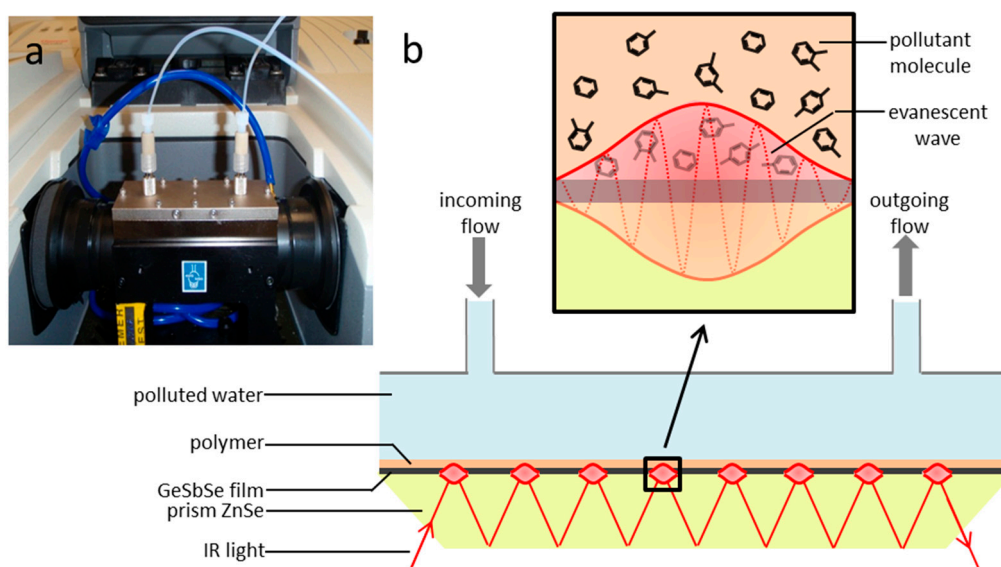 a
b
pollutant
molecule
evanescent
wave
incoming
flow
outgoing
flow
polluted water
polymer
GeSbSe film
prism ZnSe
IR light